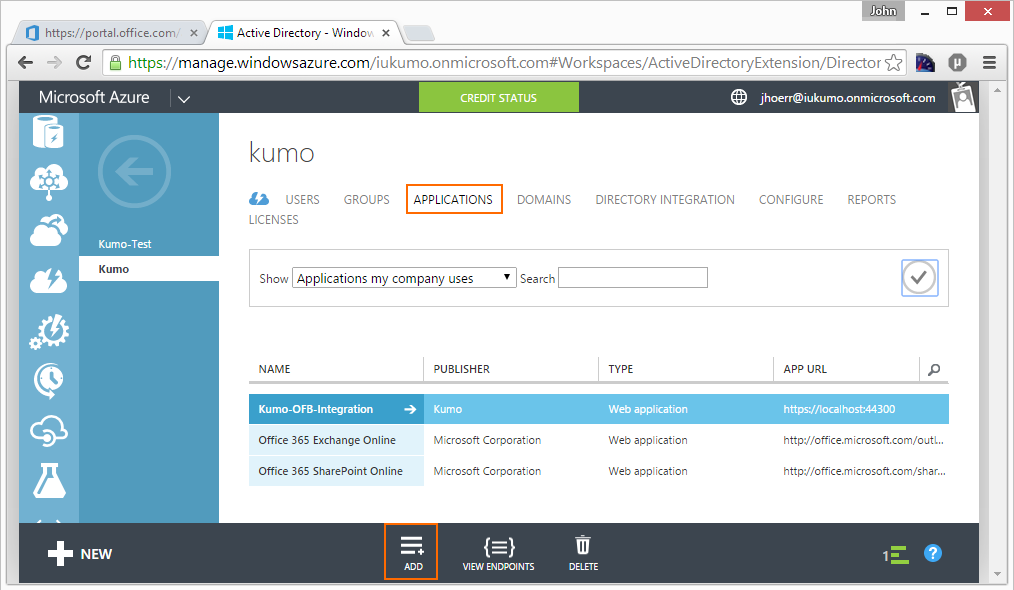 John
https://portal.office.com/
Active Directory - Window
https://manage.windowsazure.com/iukumo.onmicrosoft.com#Workspaces/ActiveDirectoryExtension/Director
Microsoft Azure
CREDIT STATUS
jhoerr@iukumo.onmicrosoft.com
kumo
USERS GROUPS APPLICATIONS DOMAINS DIRECTORY INTEGRATION CONFIGURE REPORTS
LICENSES
Kumo-Test
Kumo
Show Applications my company uses Search
NAME PUBLISHER TYPE APP URL
Kumo-OFB-Integration Kumo Web application https://localhost:44300
Office 365 Exchange Online Microsoft Corporation Web application http://office.microsoft.com/outl...
Office 365 SharePoint Online Microsoft Corporation Web application http://office.microsoft.com/shar...
NEW
ADD
VIEW ENDPOINTS
DELETE
1
?